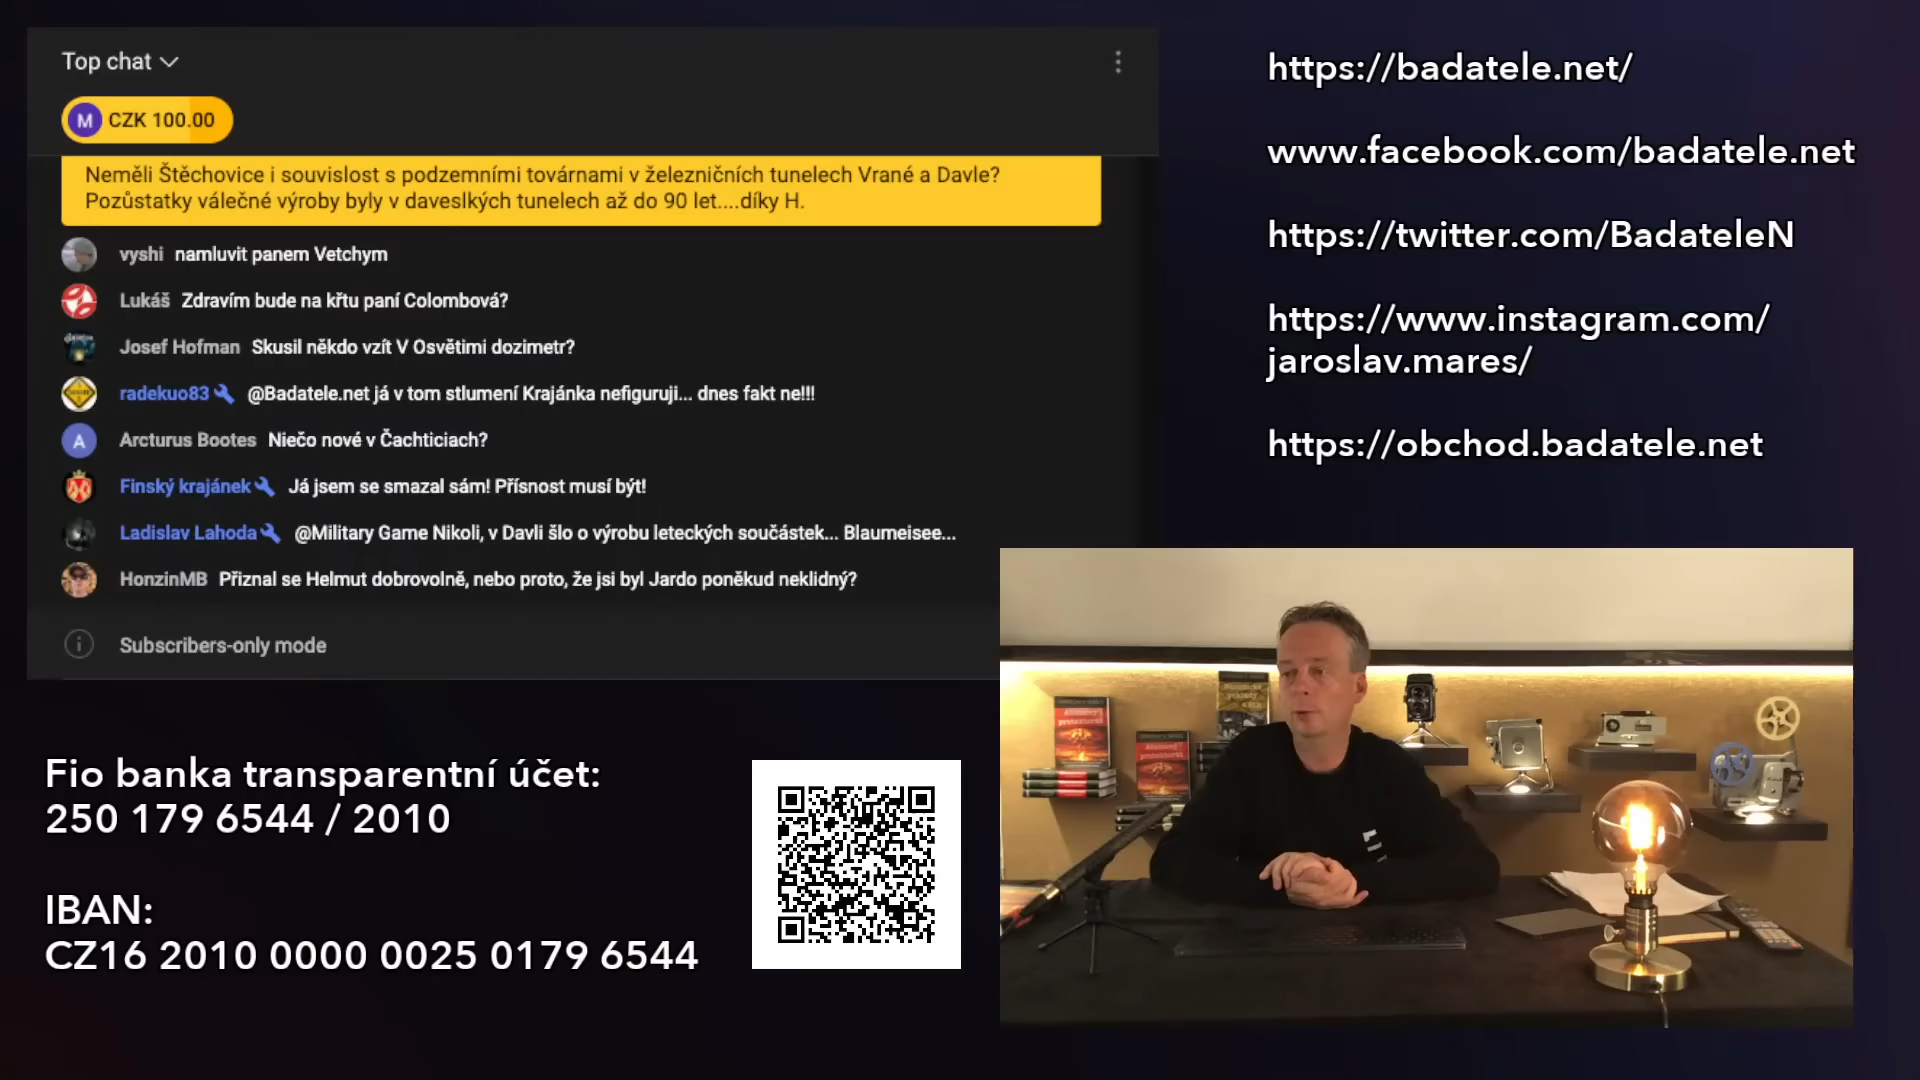 Top chat
M CZK 100.00
Neměli Štěchovice i souvislost s podzemními továrnami v železničních tunelech Vrané a Davle?
Pozůstatky válečné výroby byly v daveslkých tunelech až do 90 let....díky H.
vyshi namluvit panem Vetchym
Lukáš Zdravím bude na křtu paní Colombová?
Josef Hofman Skusil někdo vzít V Osvětimi dozimetr?
radekuo83 @Badatele.net já v tom stlumení Krajánka nefiguruji... dnes fakt ne!!!
A Arcturus Bootes Niečo nové v Čachticiach?
Finský krajánek Já jsem se smazal sám! Přísnost musí být!
Ladislav Lahoda @Military Game Nikoli, v Davli šlo o výrobu leteckých součástek... Blaumeisee...
HonzinMB Přiznal se Helmut dobrovolně, nebo proto, že jsi byl Jardo poněkud neklidný?
Subscribers-only mode
https://badatele.net/
www.facebook.com/badatele.net
https://twitter.com/BadateleN
https://www.instagram.com/
jaroslav.mares/
https://obchod.badatele.net
Fio banka transparentní účet:
250 179 6544 / 2010
IBAN:
CZ16 2010 0000 0025 0179 6544